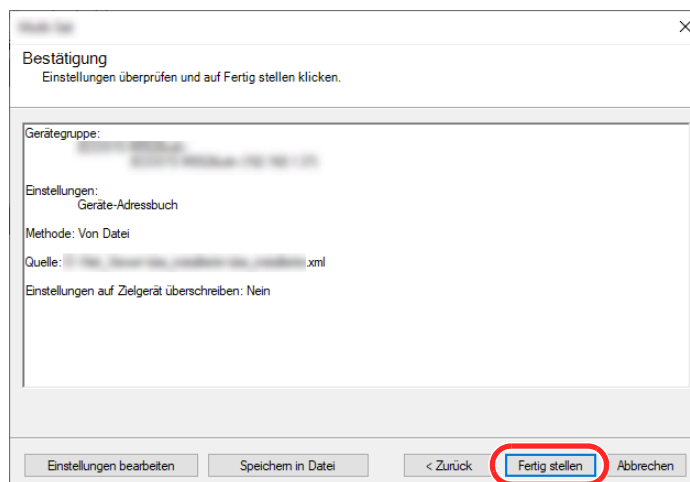 Bestätigung
Einstellungen überprüfen und auf Fertig stellen klicken.
Gerätegruppe:
Einstellungen:
Geräte-Adressbuch
Methode: Von Datei
Quelle: .xml
Einstellungen auf Zielgerät überschreiben: Nein
Einstellungen bearbeiten Speichern in Datei < Zurück Fertig stellen Abbrechen